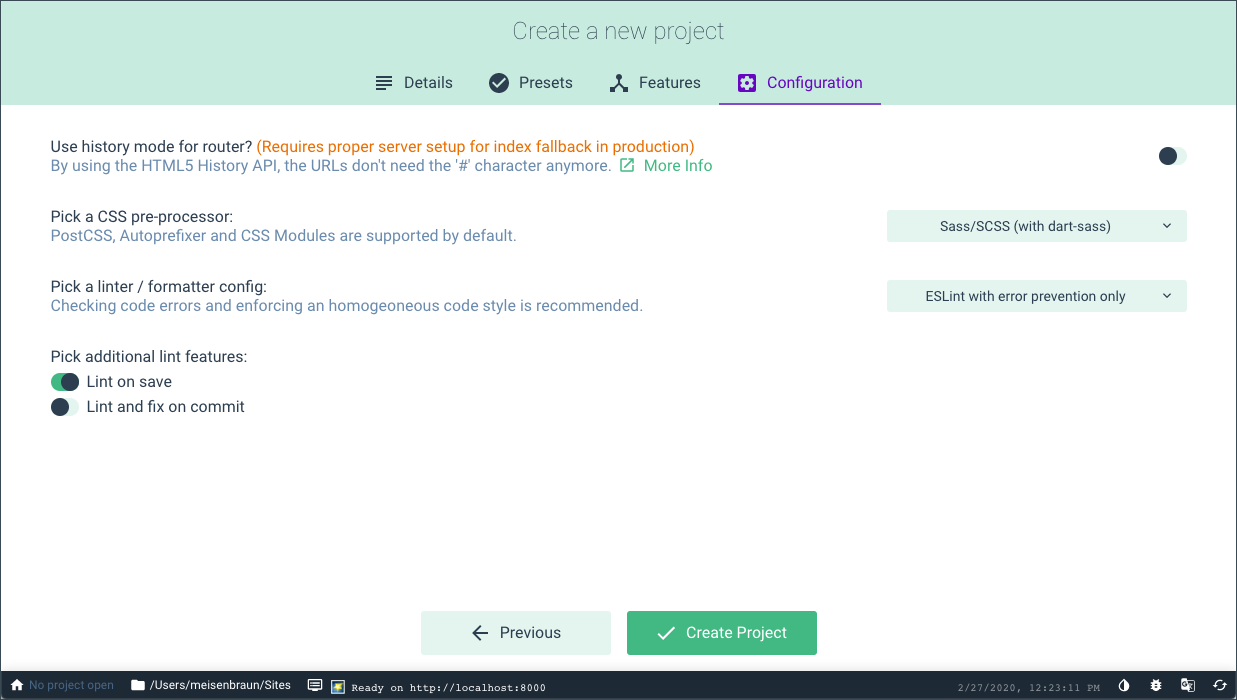 Create a new project
Details Presets Features Configuration
Use history mode for router? (Requires proper server setup for index fallback in production)
By using the HTML5 History API, the URLs don't need the '#' character anymore. More Info
Pick a CSS pre-processor:
PostCSS, Autoprefixer and CSS Modules are supported by default.
Sass/SCSS (with dart-sass)
Pick a linter / formatter config:
Checking code errors and enforcing an homogeoneous code style is recommended.
ESLint with error prevention only
Pick additional lint features:
Lint on save
Lint and fix on commit
Previous Create Project
No project open /Users/meisenbraun/Sites Ready on http://localhost:8000 2/27/2020, 12:23:11 PM